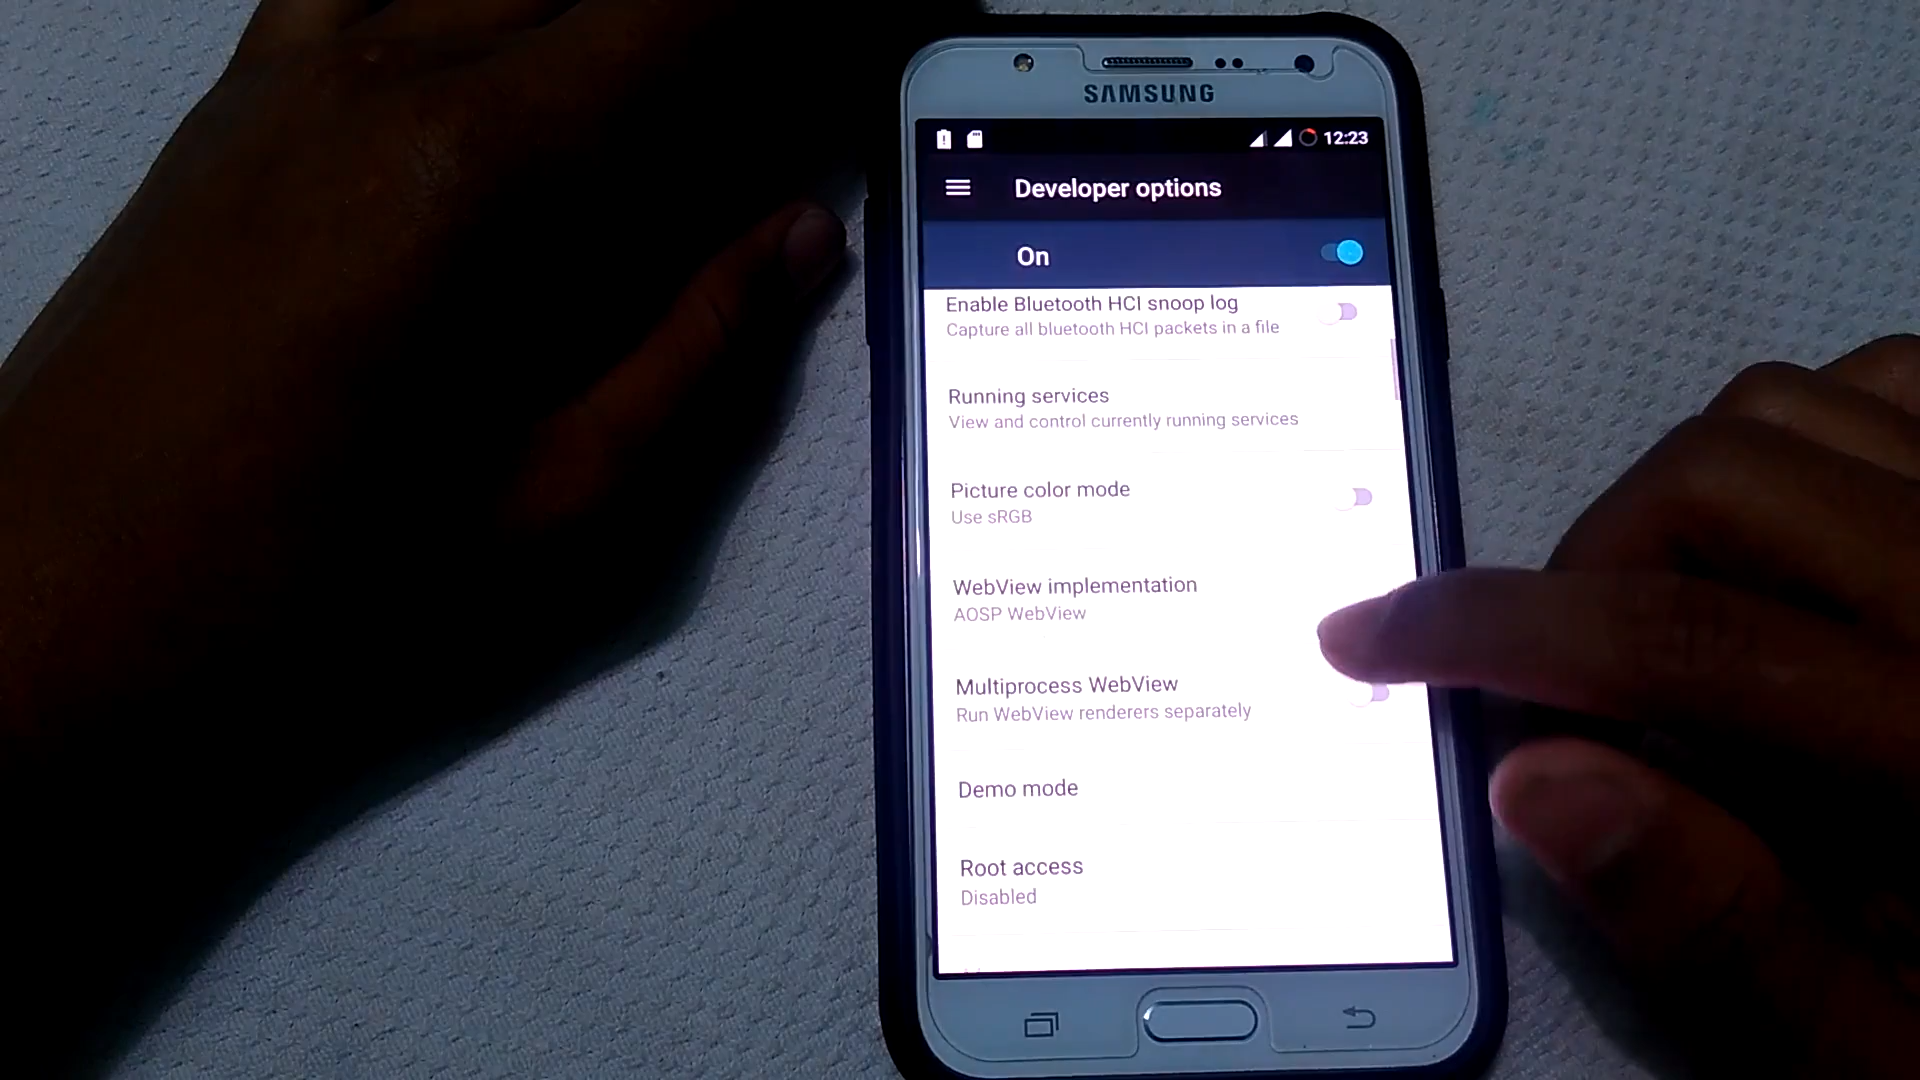 SAMSUNG
12:23
Developer options
On
Enable Bluetooth HCI snoop log
Capture all bluetooth HCI packets in a file
Running services
View and control currently running services
Picture color mode
Use sRGB
WebView implementation
AOSP WebView
Multiprocess WebView
Run WebView renderers separately
Demo mode
Root access
Disabled